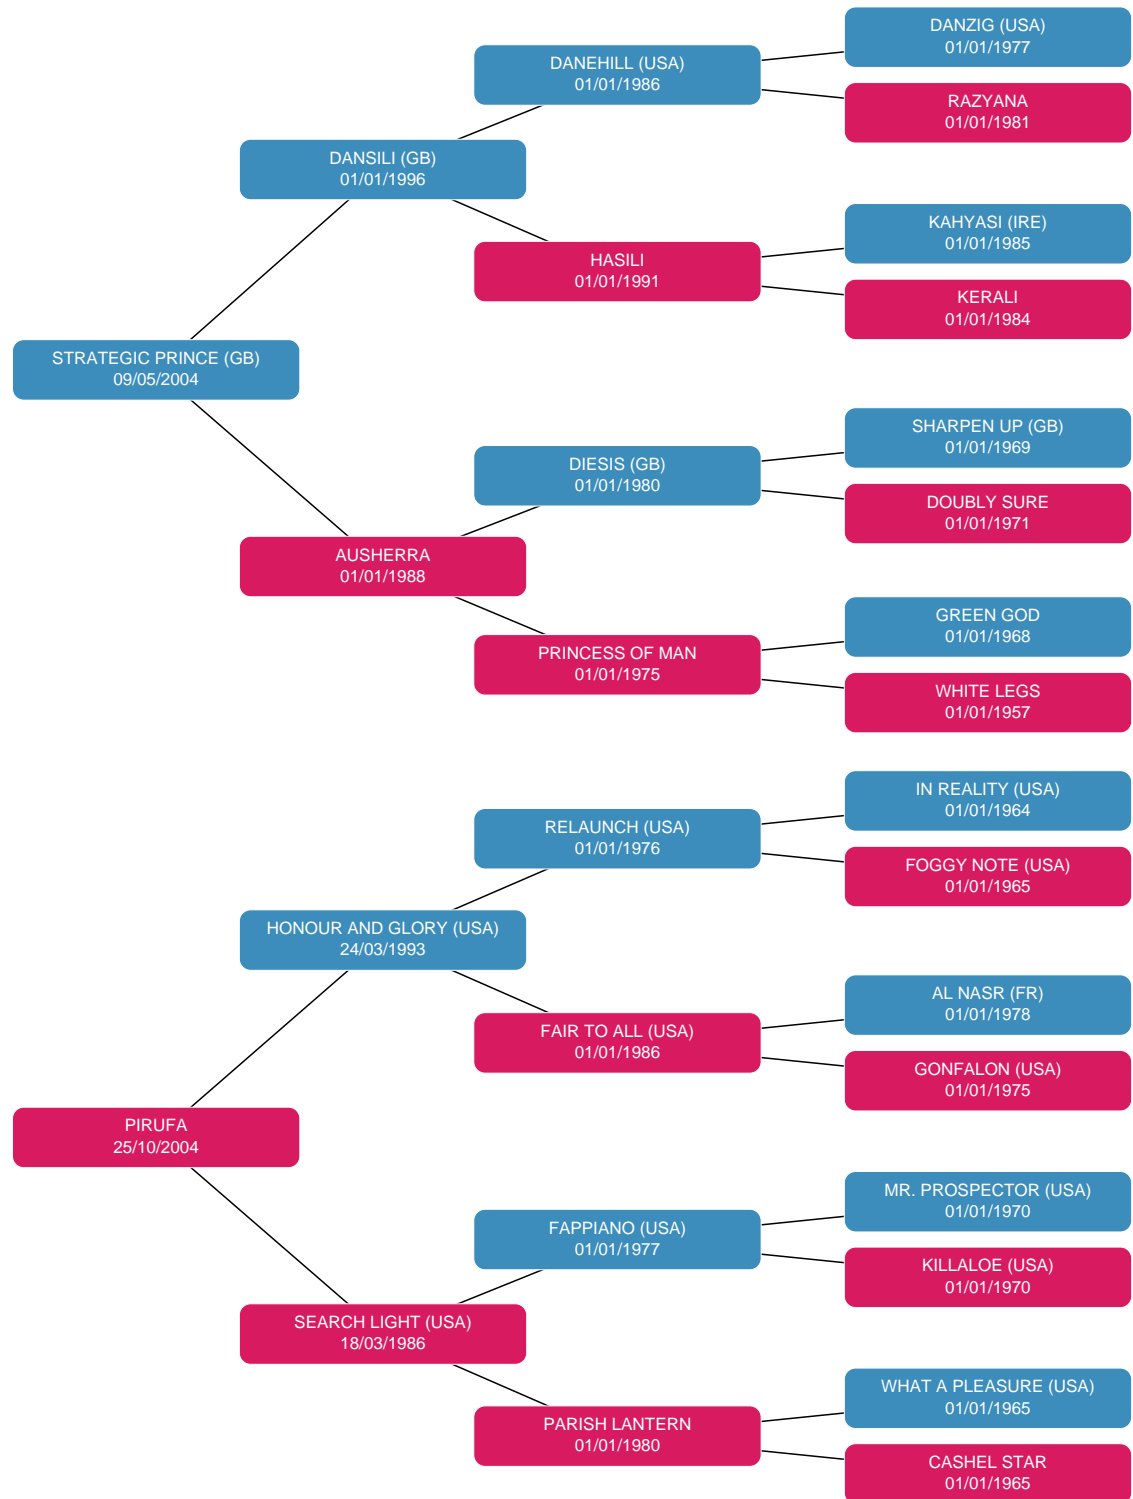 DANZIG (USA)
01/01/1977
DANEHILL (USA)
01/01/1986
RAZYANA
01/01/1981
DANSILI (GB)
01/01/1996
KAHYASI (IRE)
01/01/1985
HASILI
01/01/1991
KERALI
01/01/1984
STRATEGIC PRINCE (GB)
09/05/2004
SHARPEN UP (GB)
01/01/1969
DIESIS (GB)
01/01/1980
DOUBLY SURE
01/01/1971
AUSHERRA
01/01/1988
GREEN GOD
01/01/1968
PRINCESS OF MAN
01/01/1975
WHITE LEGS
01/01/1957
IN REALITY (USA)
01/01/1964
RELAUNCH (USA)
01/01/1976
FOGGY NOTE (USA)
01/01/1965
HONOUR AND GLORY (USA)
24/03/1993
AL NASR (FR)
01/01/1978
FAIR TO ALL (USA)
01/01/1986
GONFALON (USA)
01/01/1975
PIRUFA
25/10/2004
MR. PROSPECTOR (USA)
01/01/1970
FAPPIANO (USA)
01/01/1977
KILLALOE (USA)
01/01/1970
SEARCH LIGHT (USA)
18/03/1986
WHAT A PLEASURE (USA)
01/01/1965
PARISH LANTERN
01/01/1980
CASHEL STAR
01/01/1965